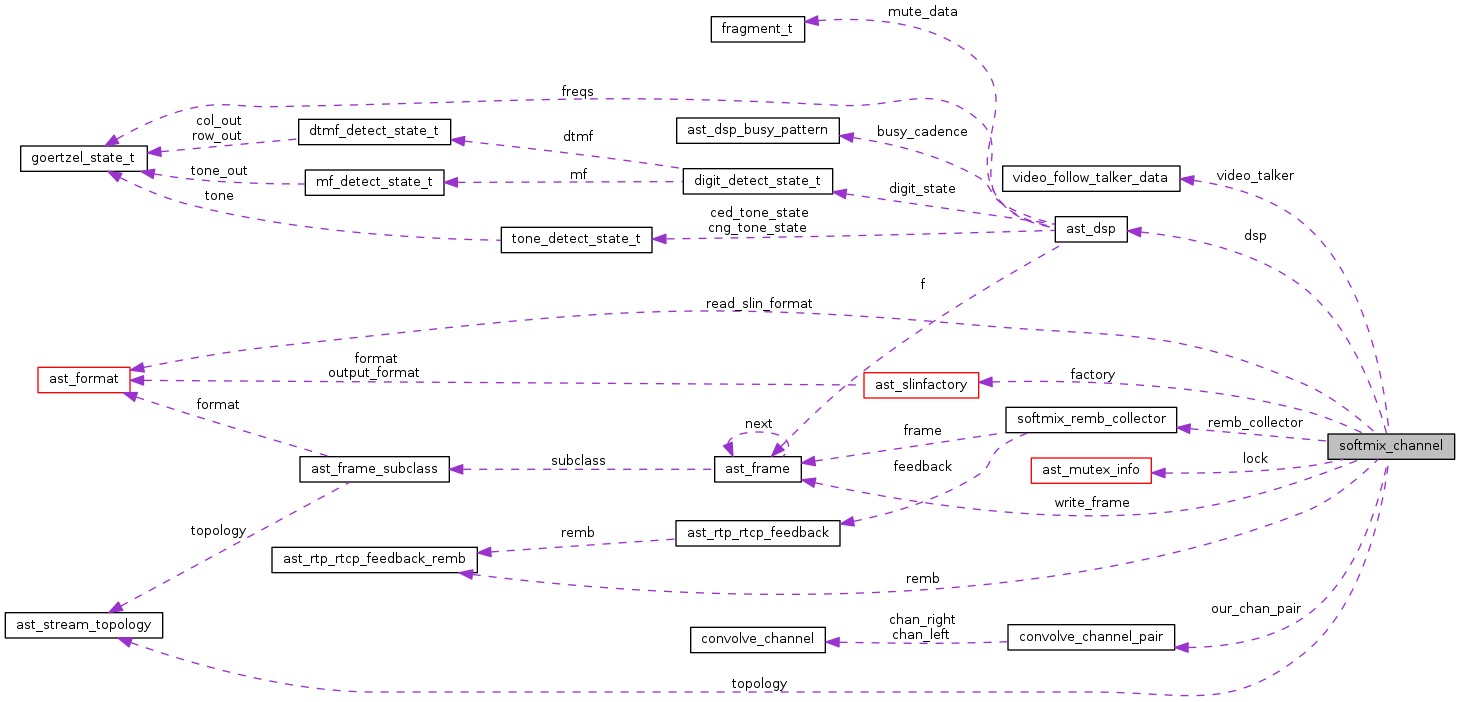 mute_data
fragment_t
freqs
col_out
row_out
dtmf_detect_state_t
dtmf
ast_dsp_busy_pattern
busy_cadence
goertzel_state_t
tone_out
mf_detect_state_t
mf
digit_detect_state_t
digit_state
video_follow_talker_data
video_talker
tone
ced_tone_state
cng_tone_state
tone_detect_state_t
ast_dsp
dsp
f
read_slin_format
format
output_format
ast_format
ast_slinfactory
factory
format
next
frame
softmix_remb_collector
remb_collector
softmix_channel
ast_frame_subclass
subclass
ast_frame
feedback
ast_mutex_info
lock
write_frame
topology
remb
ast_rtp_rtcp_feedback
ast_rtp_rtcp_feedback_remb
remb
ast_stream_topology
convolve_channel
chan_right
chan_left
convolve_channel_pair
our_chan_pair
topology